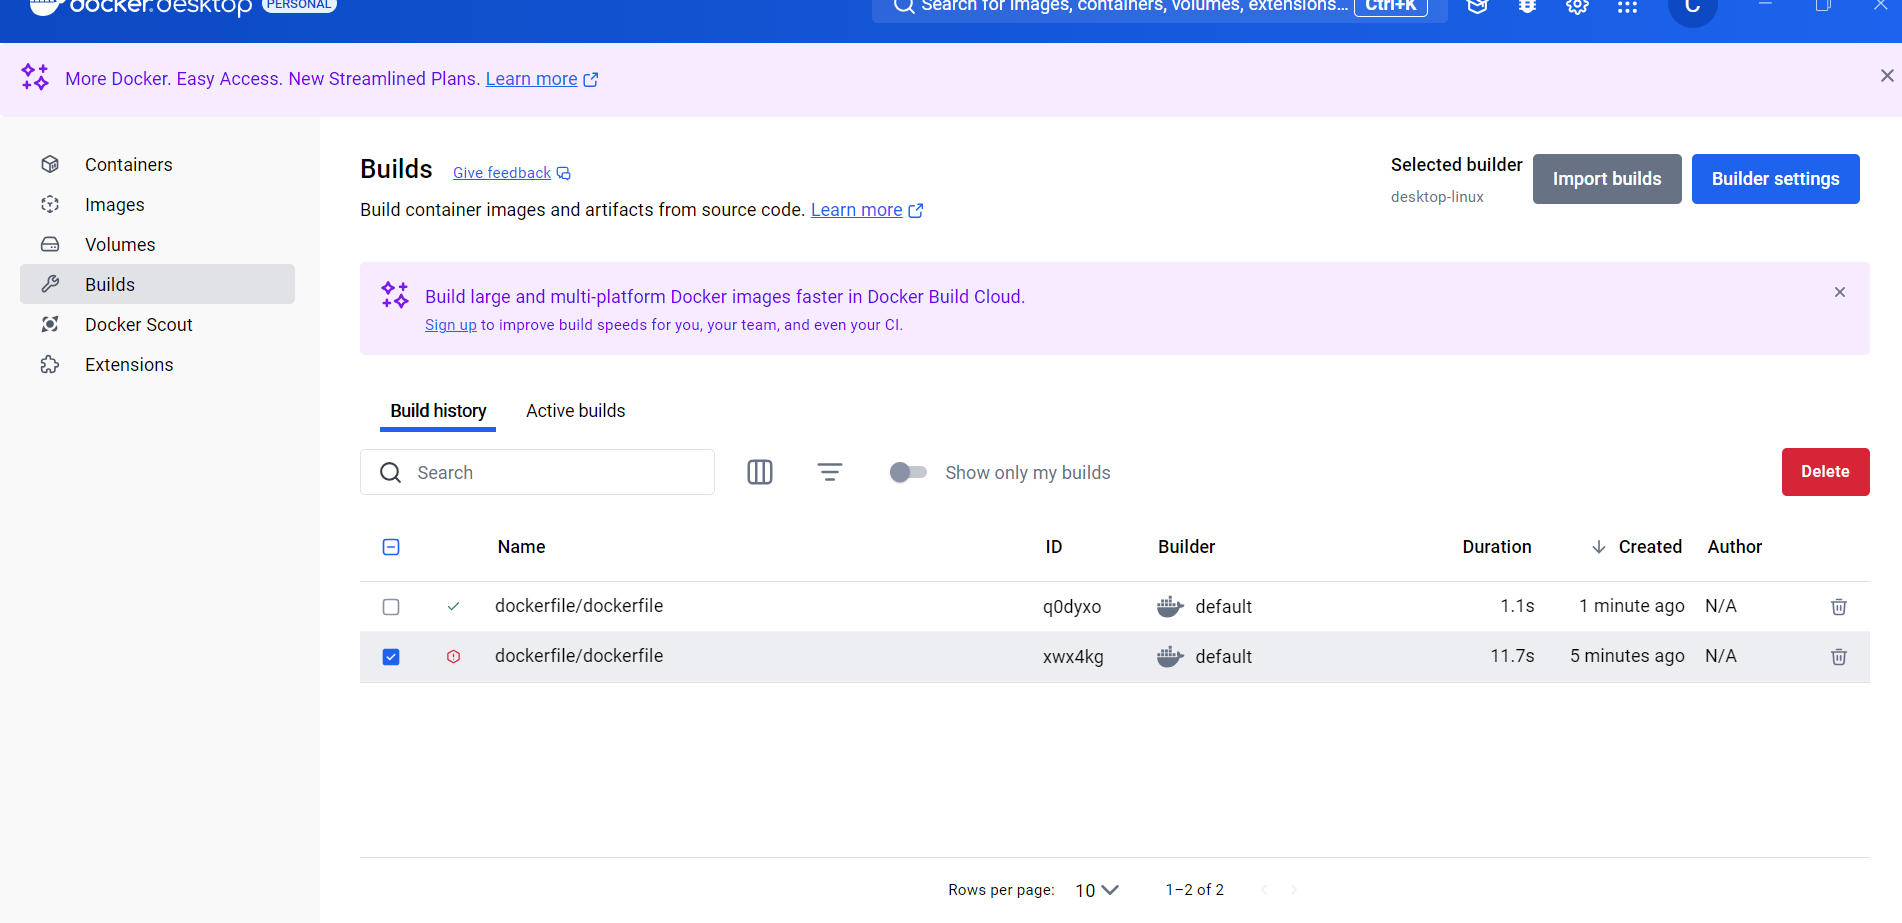 docker.desktop PERSONAL
Search for images, containers, volumes, extensions... Ctrl+K
C
More Docker. Easy Access. New Streamlined Plans. Learn more
Containers
Images
Volumes
Builds
Docker Scout
Extensions
Builds Give feedback
Build container images and artifacts from source code. Learn more
Selected builder
desktop-linux
Import builds
Builder settings
Build large and multi-platform Docker images faster in Docker Build Cloud.
Sign up to improve build speeds for you, your team, and even your CI.
Build history Active builds
Search
Show only my builds
Delete
Name ID Builder Duration Created Author
dockerfile/dockerfile q0dyxo default 1.1s 1 minute ago N/A
dockerfile/dockerfile xwx4kg default 11.7s 5 minutes ago N/A
Rows per page: 10 1–2 of 2